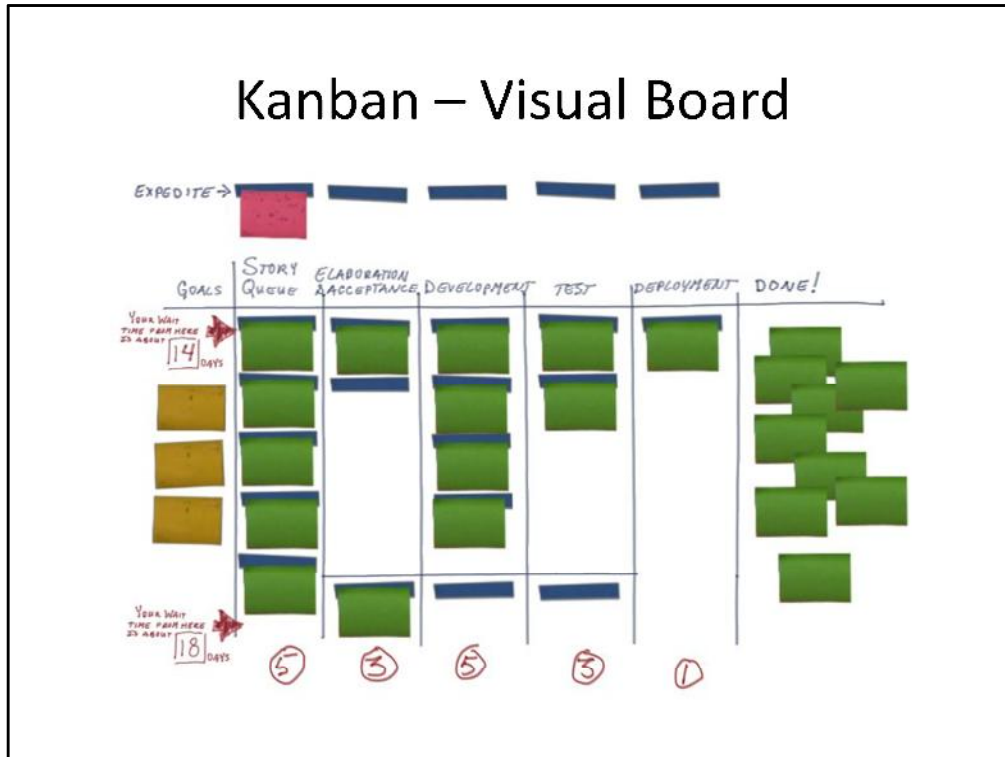 Kanban – Visual Board
EXPEDITE →
GOALS
STORY
QUEUE
ELABORATION
& ACCEPTANCE
DEVELOPMENT
TEST
DEPLOYMENT
DONE!
YOUR WAIT
TIME FROM HERE
IS ABOUT
14 DAYS
YOUR WAIT
TIME FROM HERE
IS ABOUT
18 DAYS
5
3
5
3
1